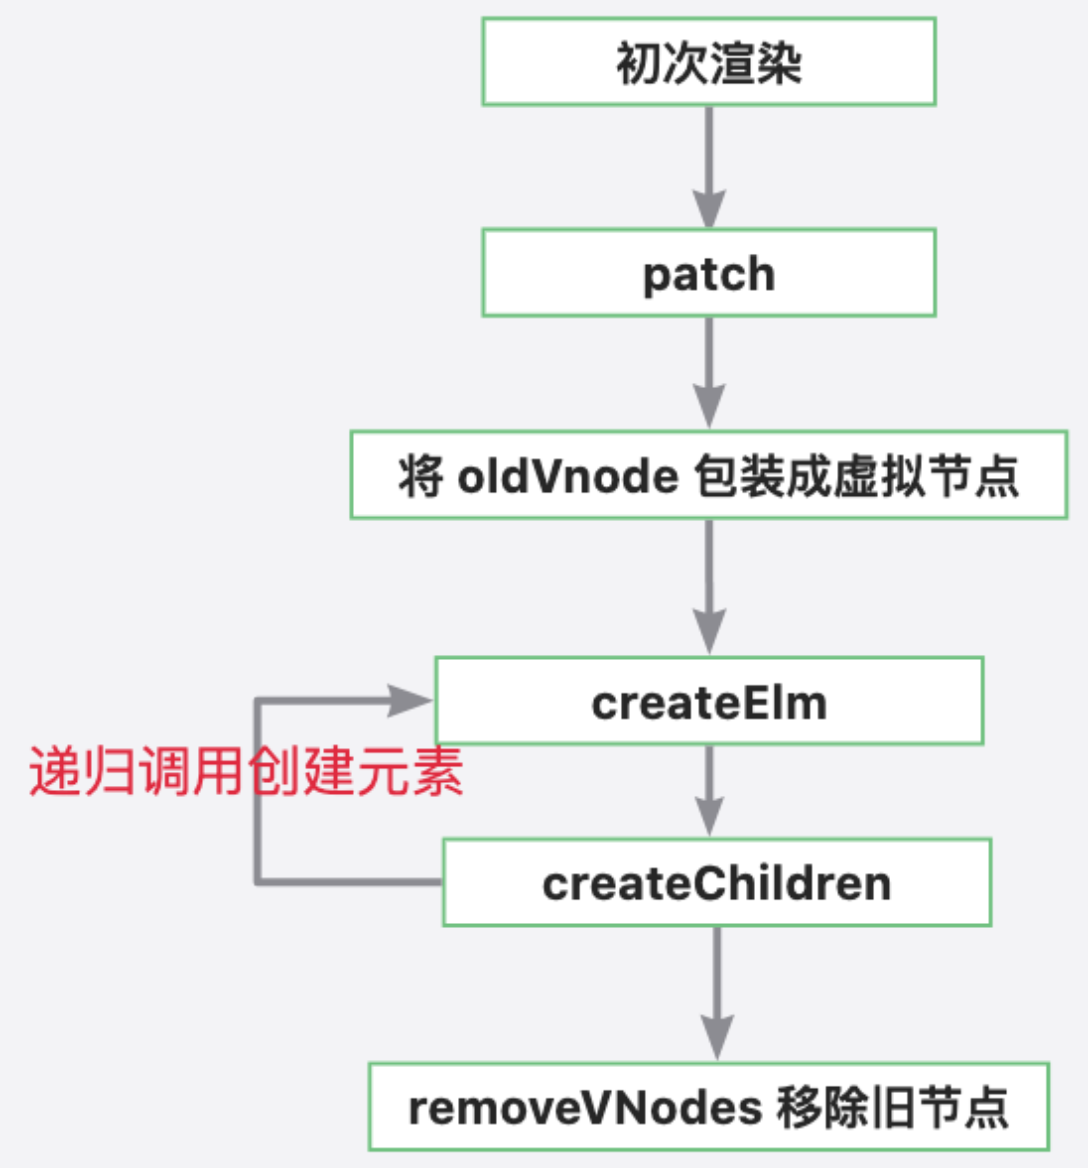 初次渲染
patch
将 oldVnode 包装成虚拟节点
createElm
递归调用创建元素
createChildren
removeVNodes 移除旧节点